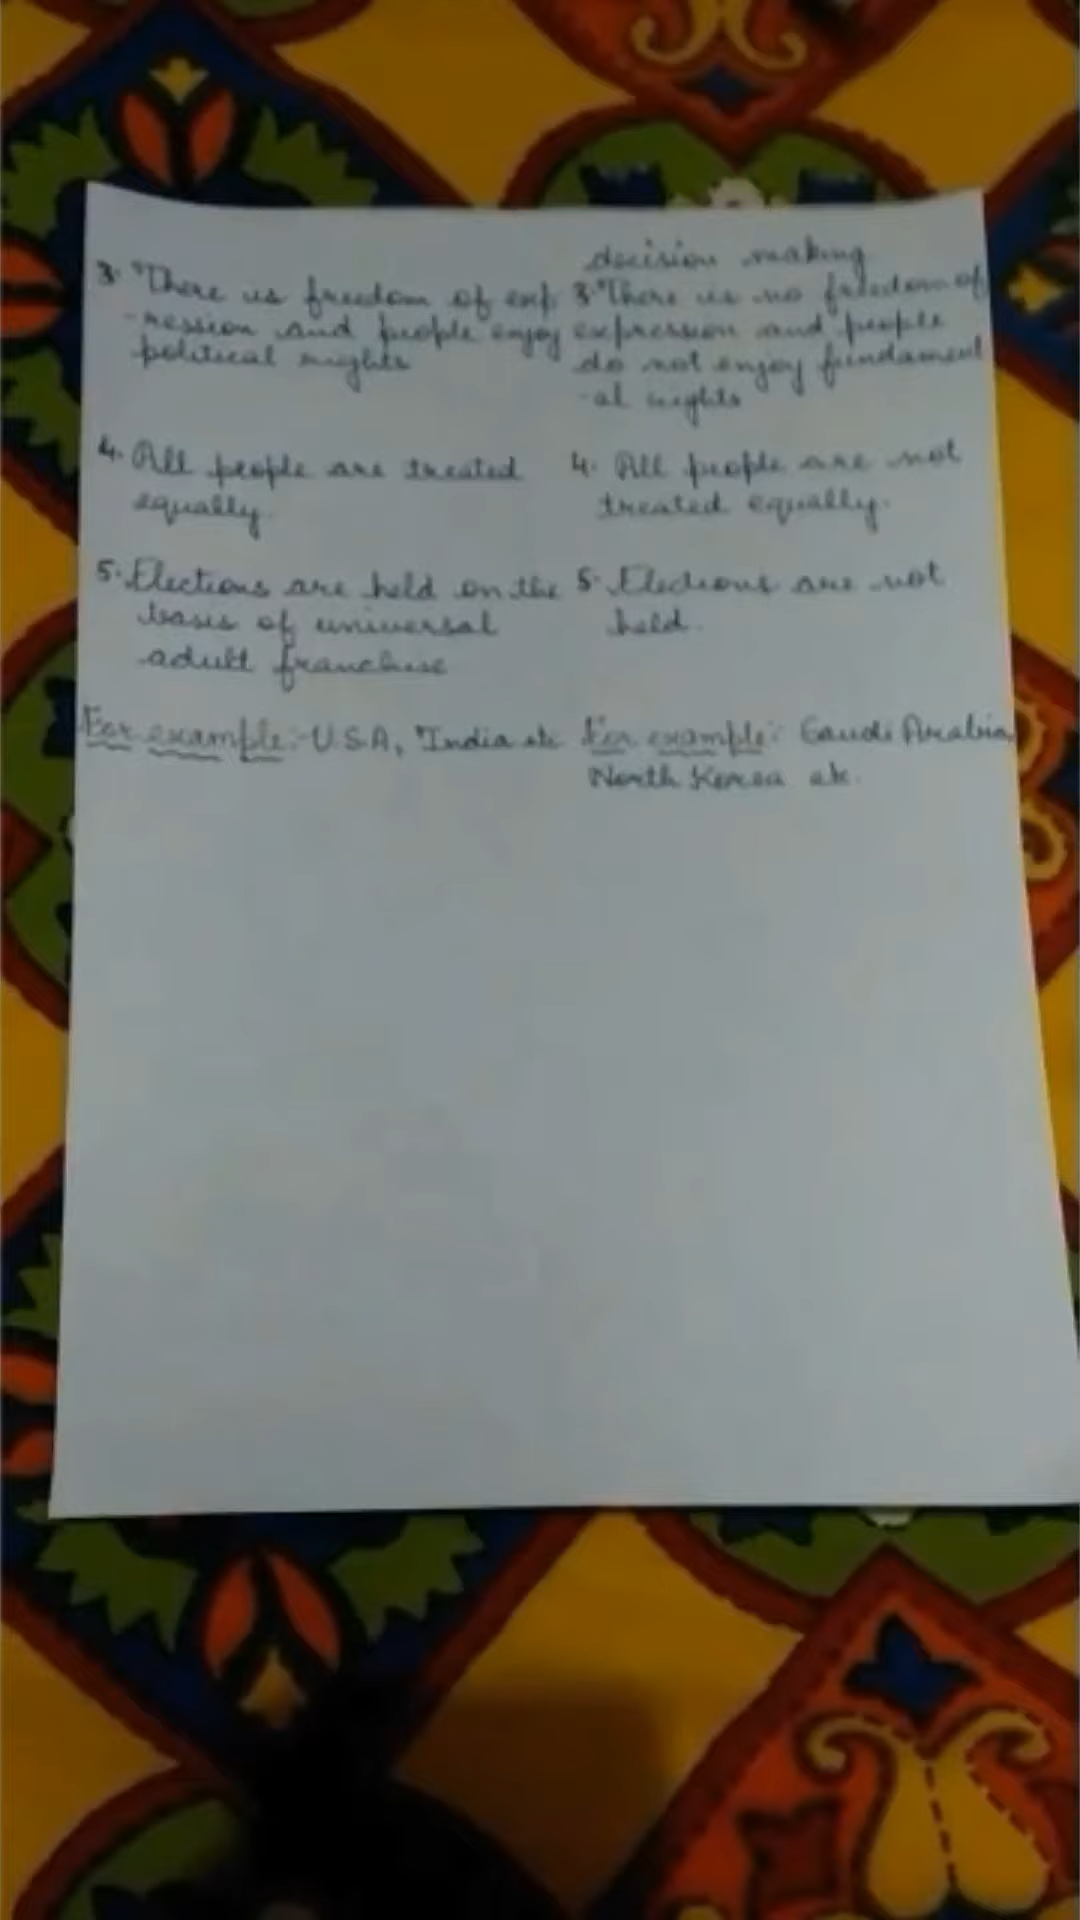 decision making
3. There is freedom of exp
-ression and people enjoy
political rights
3. There is no freedom of
expression and people
do not enjoy fundament
-al rights
4. All people are treated
equally.
4. All people are not
treated equally.
5. Elections are held on the
basis of universal
adult franchise
5. Elections are not
held.
For example:- U.S.A, India etc
For example:- Saudi Arabia,
North Korea etc.